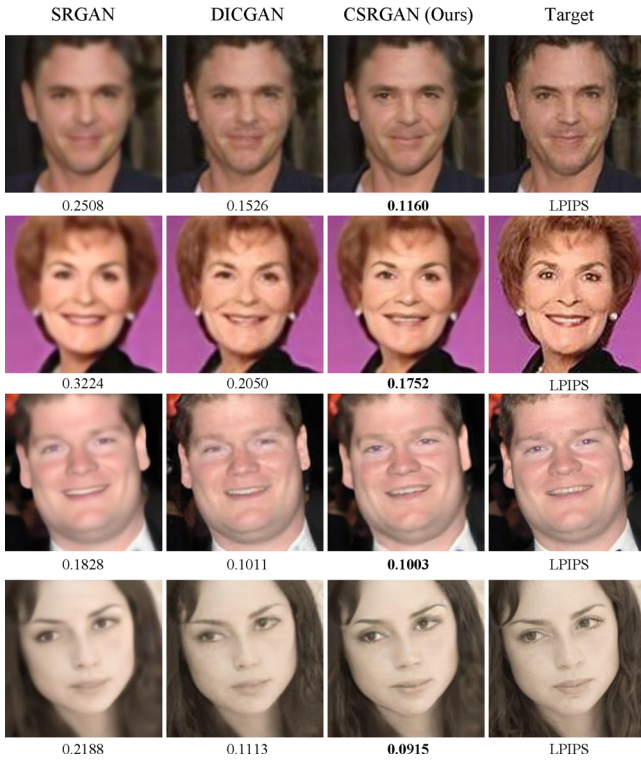 SRGAN DICGAN CSRGAN (Ours) Target
0.2508 0.1526 0.1160 LPIPS
0.3224 0.2050 0.1752 LPIPS
0.1828 0.1011 0.1003 LPIPS
0.2188 0.1113 0.0915 LPIPS